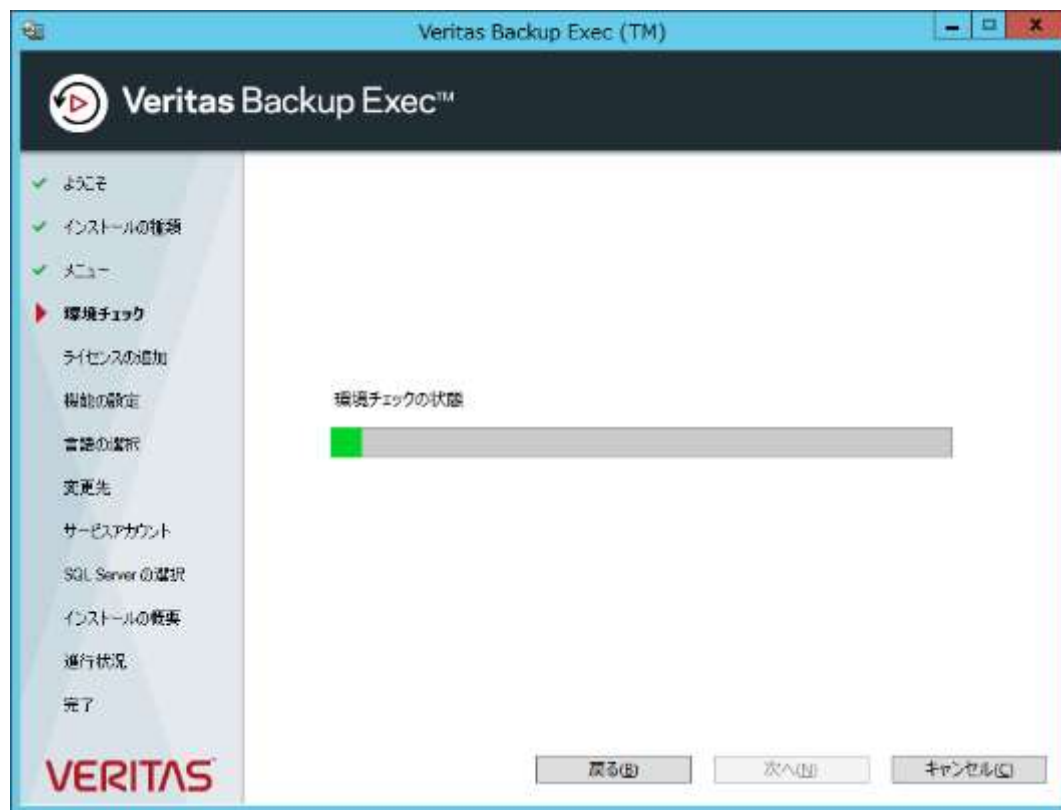 Veritas Backup Exec (TM)
Veritas Backup Exec™
ようこそ
インストールの種類
メニュー
環境チェック
ライセンスの追加
機能の設定
言語の選択
変更先
サービスアカウント
SQL Server の選択
インストールの概要
進行状況
完了
環境チェックの状態
VERITAS
戻る(B)
次へ(N)
キャンセル(C)